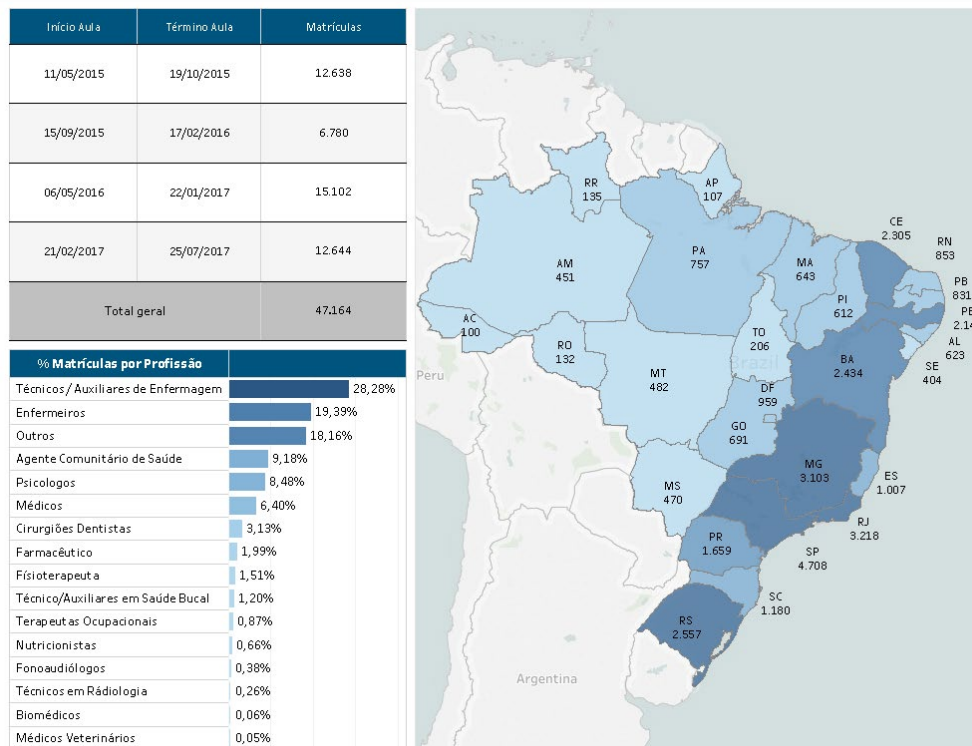 Início Aula Término Aula Matrículas
11/05/2015 19/10/2015 12.638
15/09/2015 17/02/2016 6.780
06/05/2016 22/01/2017 15.102
21/02/2017 25/07/2017 12.644
Total geral 47.164
% Matrículas por Profissão
Técnicos/ Auxiliares de Enfermagem 28,28%
Enfermeiros 19,39%
Outros 18,16%
Agente Comunitário de Saúde 9,18%
Psicologos 8,48%
Médicos 6,40%
Cirurgiões Dentistas 3,13%
Farmacêutico 1,99%
Físioterapeuta 1,51%
Técnico/Auxiliares em Saúde Bucal 1,20%
Terapeutas Ocupacionais 0,87%
Nutricionistas 0,66%
Fonoaudiólogos 0,38%
Técnicos em Rádiologia 0,26%
Biomédicos 0,06%
Médicos Veterinários 0,05%
RR
135
AP
107
CE
2.305
RN
853
PB
831
PE
2.14
AL
623
SE
404
AM
451
PA
757
MA
643
PI
612
AC
100
RO
132
TO
206
Brazil
BA
2.434
Peru
MT
482
DF
959
GO
691
MG
3.103
ES
1.007
MS
470
RJ
3.218
PR
1.659
SP
4.708
SC
1.180
RS
2.557
Argentina